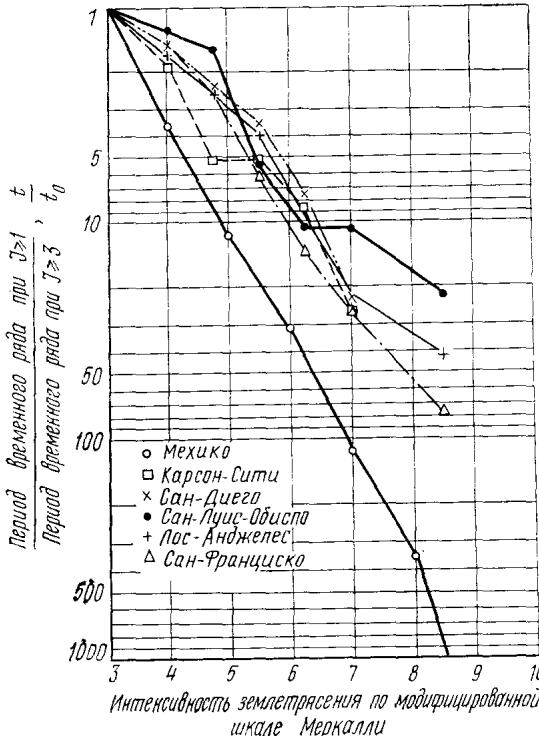 Период временного ряда при J≥1
Период временного ряда при J≥3
, t/t₀
1
5
10
50
100
500
1000
Мехико
Карсон-Сити
Сан-Диего
Сан-Луис-Обиспо
Лос-Анджелес
Сан-Франциско
3 4 5 6 7 8 9 10
Интенсивность землетрясения по модифицированной
шкале Меркалли